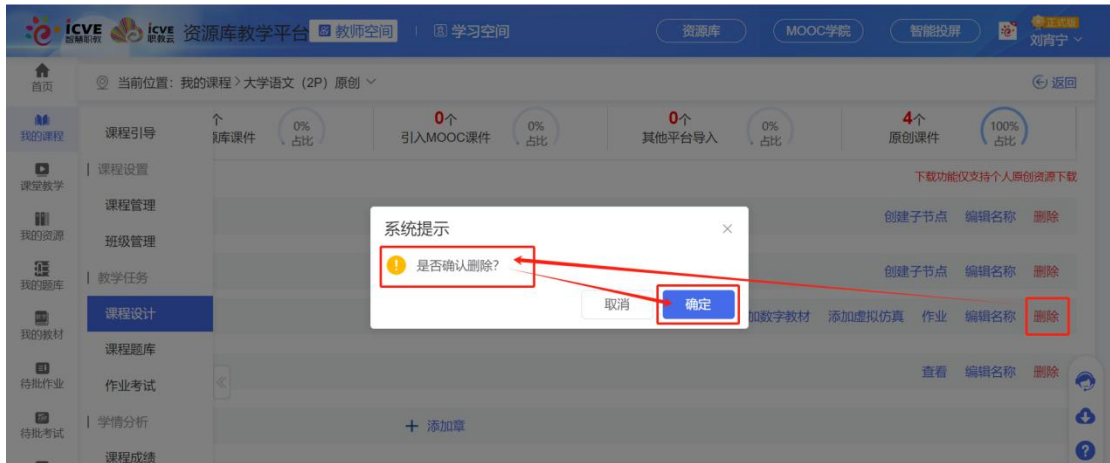 icve 智慧职教 icve 职教云 资源库教学平台 教师空间 学习空间 资源库 MOOC学院 智能投屏 正式版 刘宵宁
首页 当前位置：我的课程 > 大学语文（2P）原创 返回
我的课程
课堂教学
我的资源
我的题库
我的教材
待批作业
待批考试
课程引导
课程设置
课程管理
班级管理
教学任务
课程设计
课程题库
作业考试
学情分析
课程成绩
个 库课件 0% 占比
0个 引入MOOC课件 0% 占比
0个 其他平台导入 0% 占比
4个 原创课件 100% 占比
下载功能仅支持个人原创资源下载
创建子节点 编辑名称 删除
系统提示
是否确认删除？
取消 确定
创建子节点 编辑名称 删除
加数字教材 添加虚拟仿真 作业 编辑名称 删除
查看 编辑名称 删除
+ 添加章